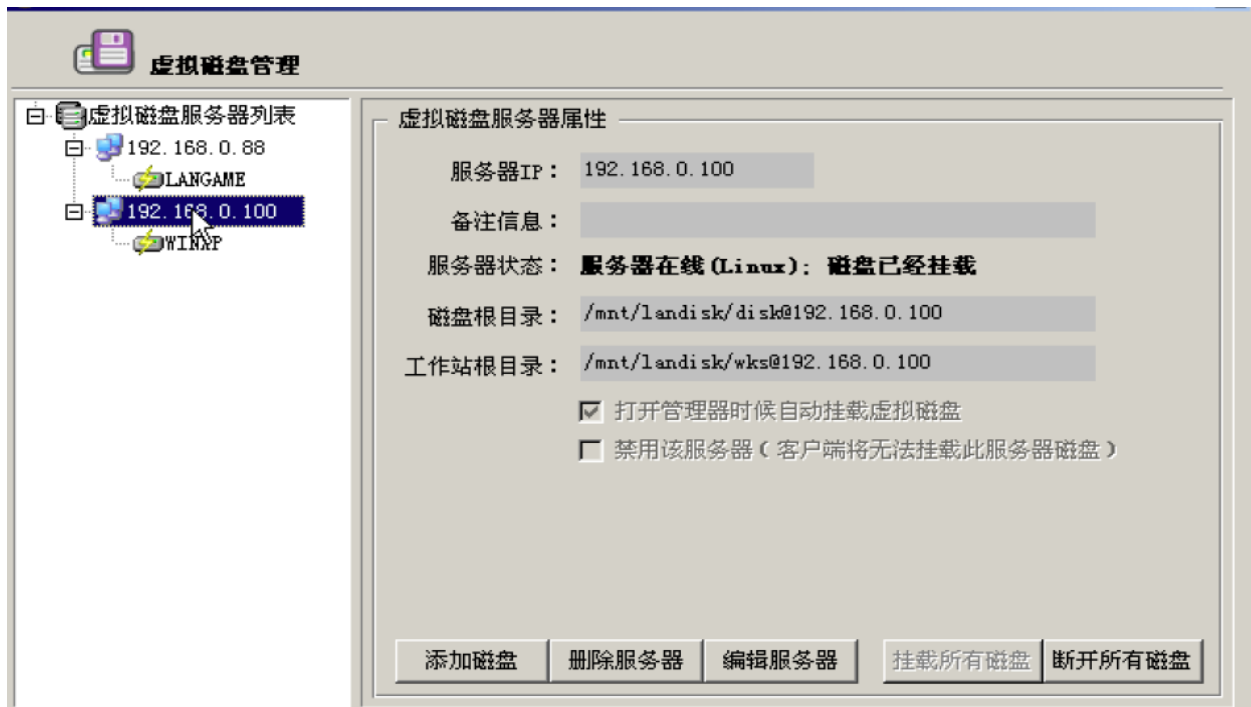 虚拟磁盘管理
虚拟磁盘服务器列表
192.168.0.88
LANGAME
192.168.0.100
WINXP
虚拟磁盘服务器属性
服务器IP： 192.168.0.100
备注信息：
服务器状态： 服务器在线(Linux); 磁盘已经挂载
磁盘根目录： /mnt/landisk/disk@192.168.0.100
工作站根目录： /mnt/landisk/wks@192.168.0.100
打开管理器时候自动挂载虚拟磁盘
禁用该服务器(客户端将无法挂载此服务器磁盘)
添加磁盘 删除服务器 编辑服务器 挂载所有磁盘 断开所有磁盘